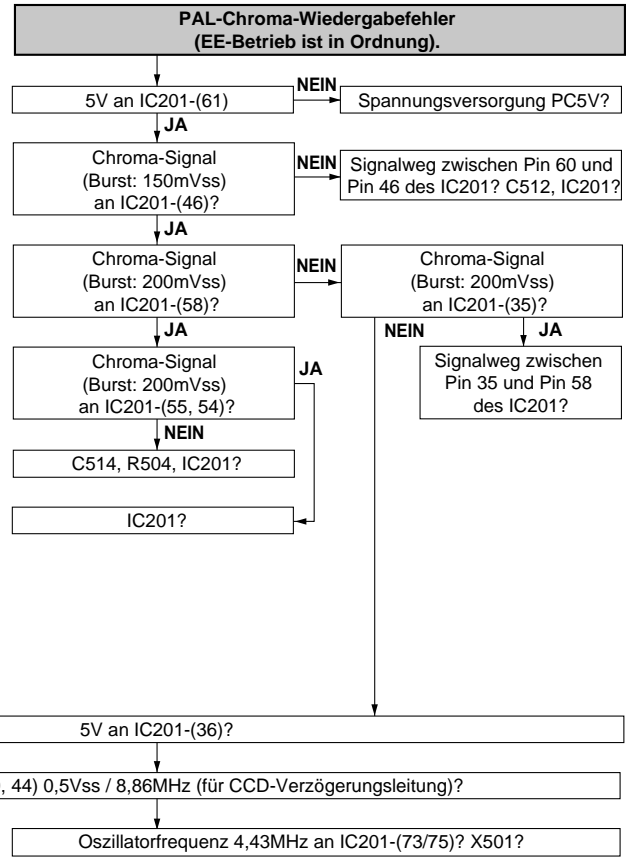 PAL-Chroma-Wiedergabefehler
(EE-Betrieb ist in Ordnung).
5V an IC201-(61)
NEIN
Spannungsversorgung PC5V?
JA
Chroma-Signal
(Burst: 150mVss)
an IC201-(46)?
NEIN
Signalweg zwischen Pin 60 und
Pin 46 des IC201? C512, IC201?
JA
Chroma-Signal
(Burst: 200mVss)
an IC201-(58)?
NEIN
Chroma-Signal
(Burst: 200mVss)
an IC201-(35)?
JA
NEIN
JA
Chroma-Signal
(Burst: 200mVss)
an IC201-(55, 54)?
JA
Signalweg zwischen
Pin 35 und Pin 58
des IC201?
NEIN
C514, R504, IC201?
IC201?
5V an IC201-(36)?
, 44) 0,5Vss / 8,86MHz (für CCD-Verzögerungsleitung)?
Oszillatorfrequenz 4,43MHz an IC201-(73/75)? X501?